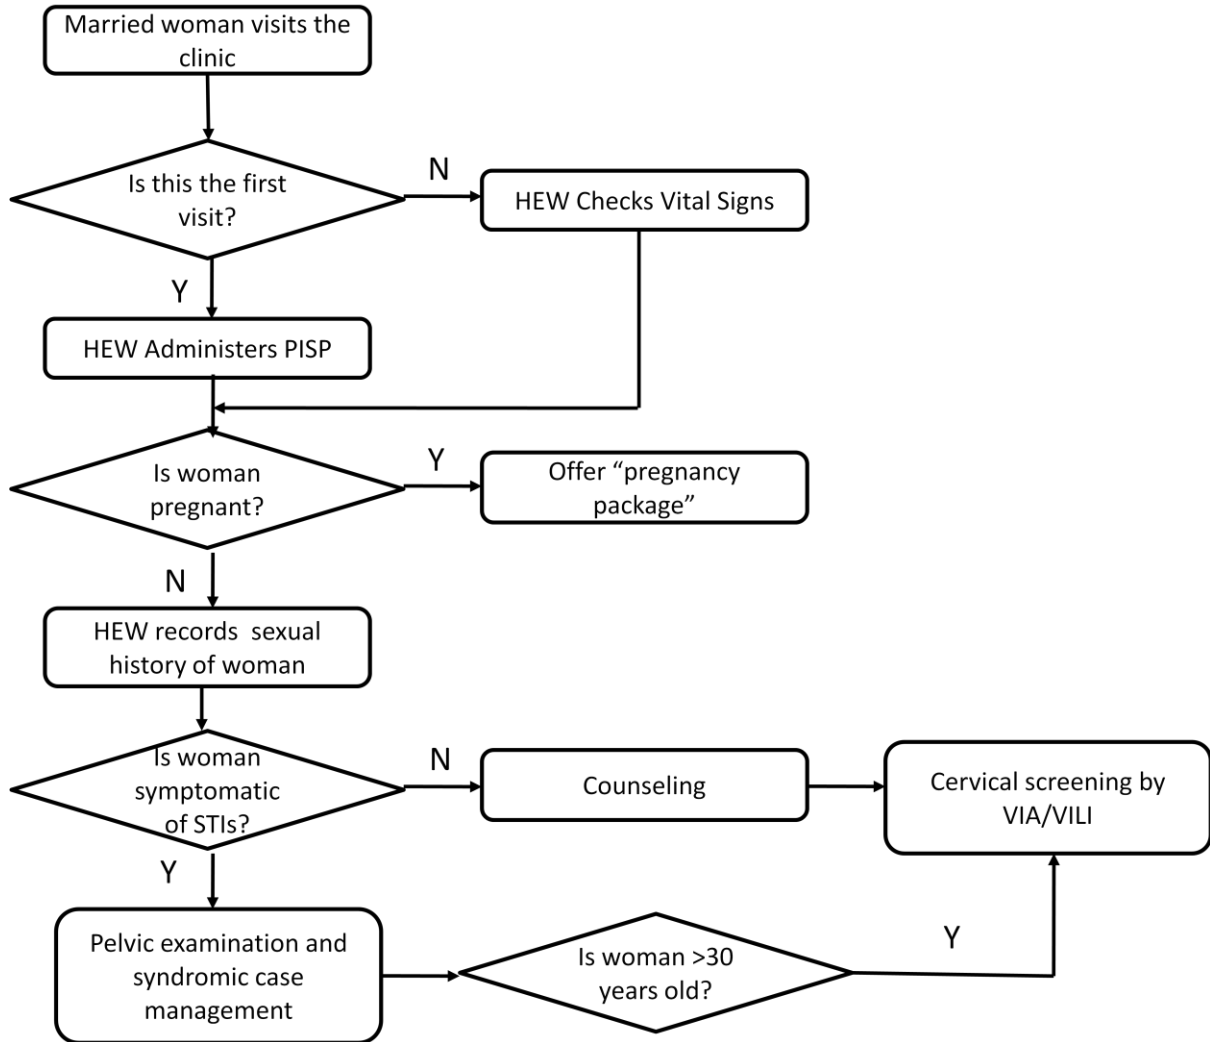 Married woman visits the
clinic
Is this the first
visit?
N
HEW Checks Vital Signs
Y
HEW Administers PISP
Is woman
pregnant?
Y
Offer “pregnancy
package”
N
HEW records  sexual
history of woman
Is woman
symptomatic
of STIs?
N
Counseling
Cervical screening by
VIA/VILI
Y
Pelvic examination and
syndromic case
management
Is woman >30
years old?
Y